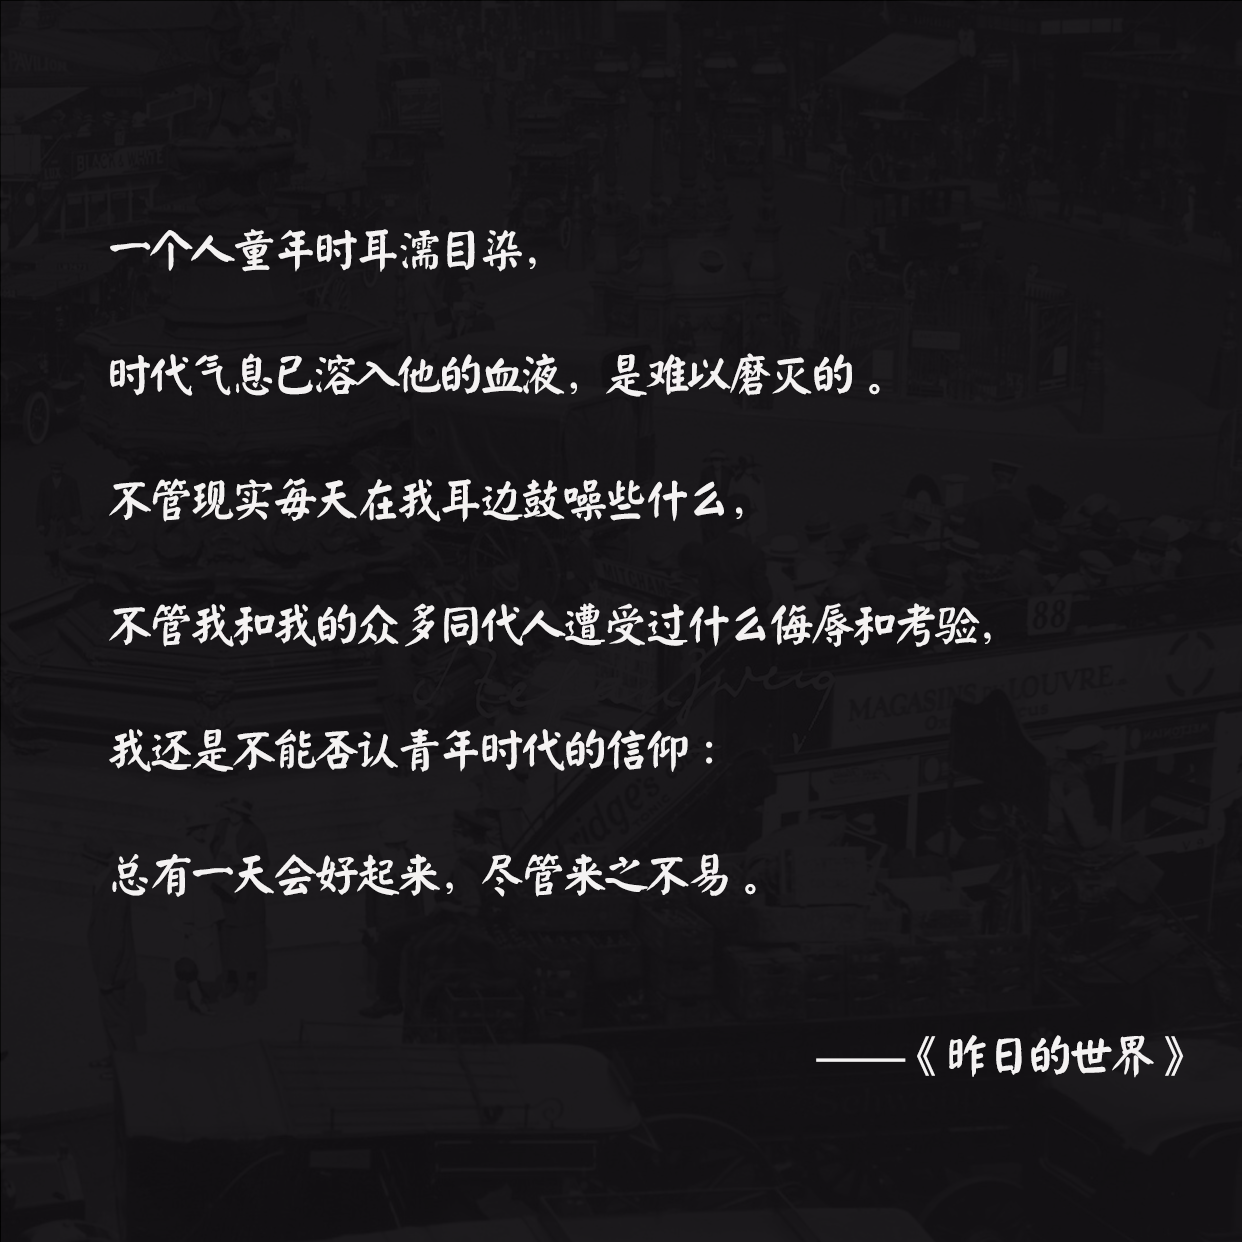 一个人童年时耳濡目染，
时代气息已溶入他的血液，是难以磨灭的。
不管现实每天在我耳边鼓噪些什么，
不管我和我的众多同代人遭受过什么侮辱和考验，
我还是不能否认青年时代的信仰：
总有一天会好起来，尽管来之不易。
——《昨日的世界》
88
MAGASINS DU LOUVRE